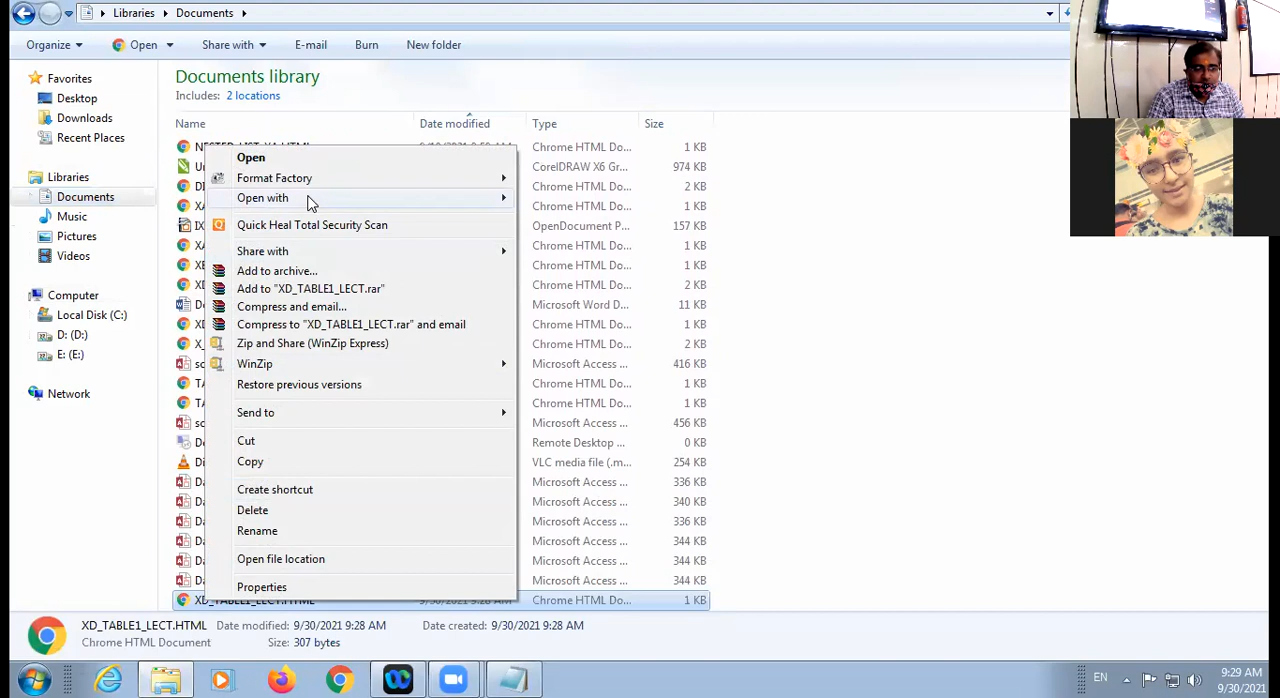 Libraries
Documents
Organize
Open
Share with
E-mail
Burn
New folder
Favorites
Desktop
Downloads
Recent Places
Libraries
Documents
Music
Pictures
Videos
Computer
Local Disk (C:)
D: (D:)
E: (E:)
Network
Documents library
Includes: 2 locations
Name Date modified Type Size
Chrome HTML Do... 1 KB
CorelDRAW X6 Gr... 974 KB
Chrome HTML Do... 2 KB
Chrome HTML Do... 1 KB
OpenDocument P... 157 KB
Chrome HTML Do... 1 KB
Chrome HTML Do... 1 KB
Chrome HTML Do... 2 KB
Microsoft Word D... 11 KB
Chrome HTML Do... 1 KB
Chrome HTML Do... 2 KB
Microsoft Access ... 416 KB
Chrome HTML Do... 1 KB
Chrome HTML Do... 1 KB
Microsoft Access ... 456 KB
Remote Desktop ... 0 KB
VLC media file (.m... 254 KB
Microsoft Access ... 336 KB
Microsoft Access ... 340 KB
Microsoft Access ... 336 KB
Microsoft Access ... 344 KB
Microsoft Access ... 344 KB
Microsoft Access ... 344 KB
XD_TABLE1_LECT.HTML 9/30/2021 9:28 AM Chrome HTML Do... 1 KB
Open
Format Factory
Open with
Quick Heal Total Security Scan
Share with
Add to archive...
Add to "XD_TABLE1_LECT.rar"
Compress and email...
Compress to "XD_TABLE1_LECT.rar" and email
Zip and Share (WinZip Express)
WinZip
Restore previous versions
Send to
Cut
Copy
Create shortcut
Delete
Rename
Open file location
Properties
XD_TABLE1_LECT.HTML Date modified: 9/30/2021 9:28 AM Date created: 9/30/2021 9:28 AM
Chrome HTML Document Size: 307 bytes
EN
9:29 AM
9/30/2021